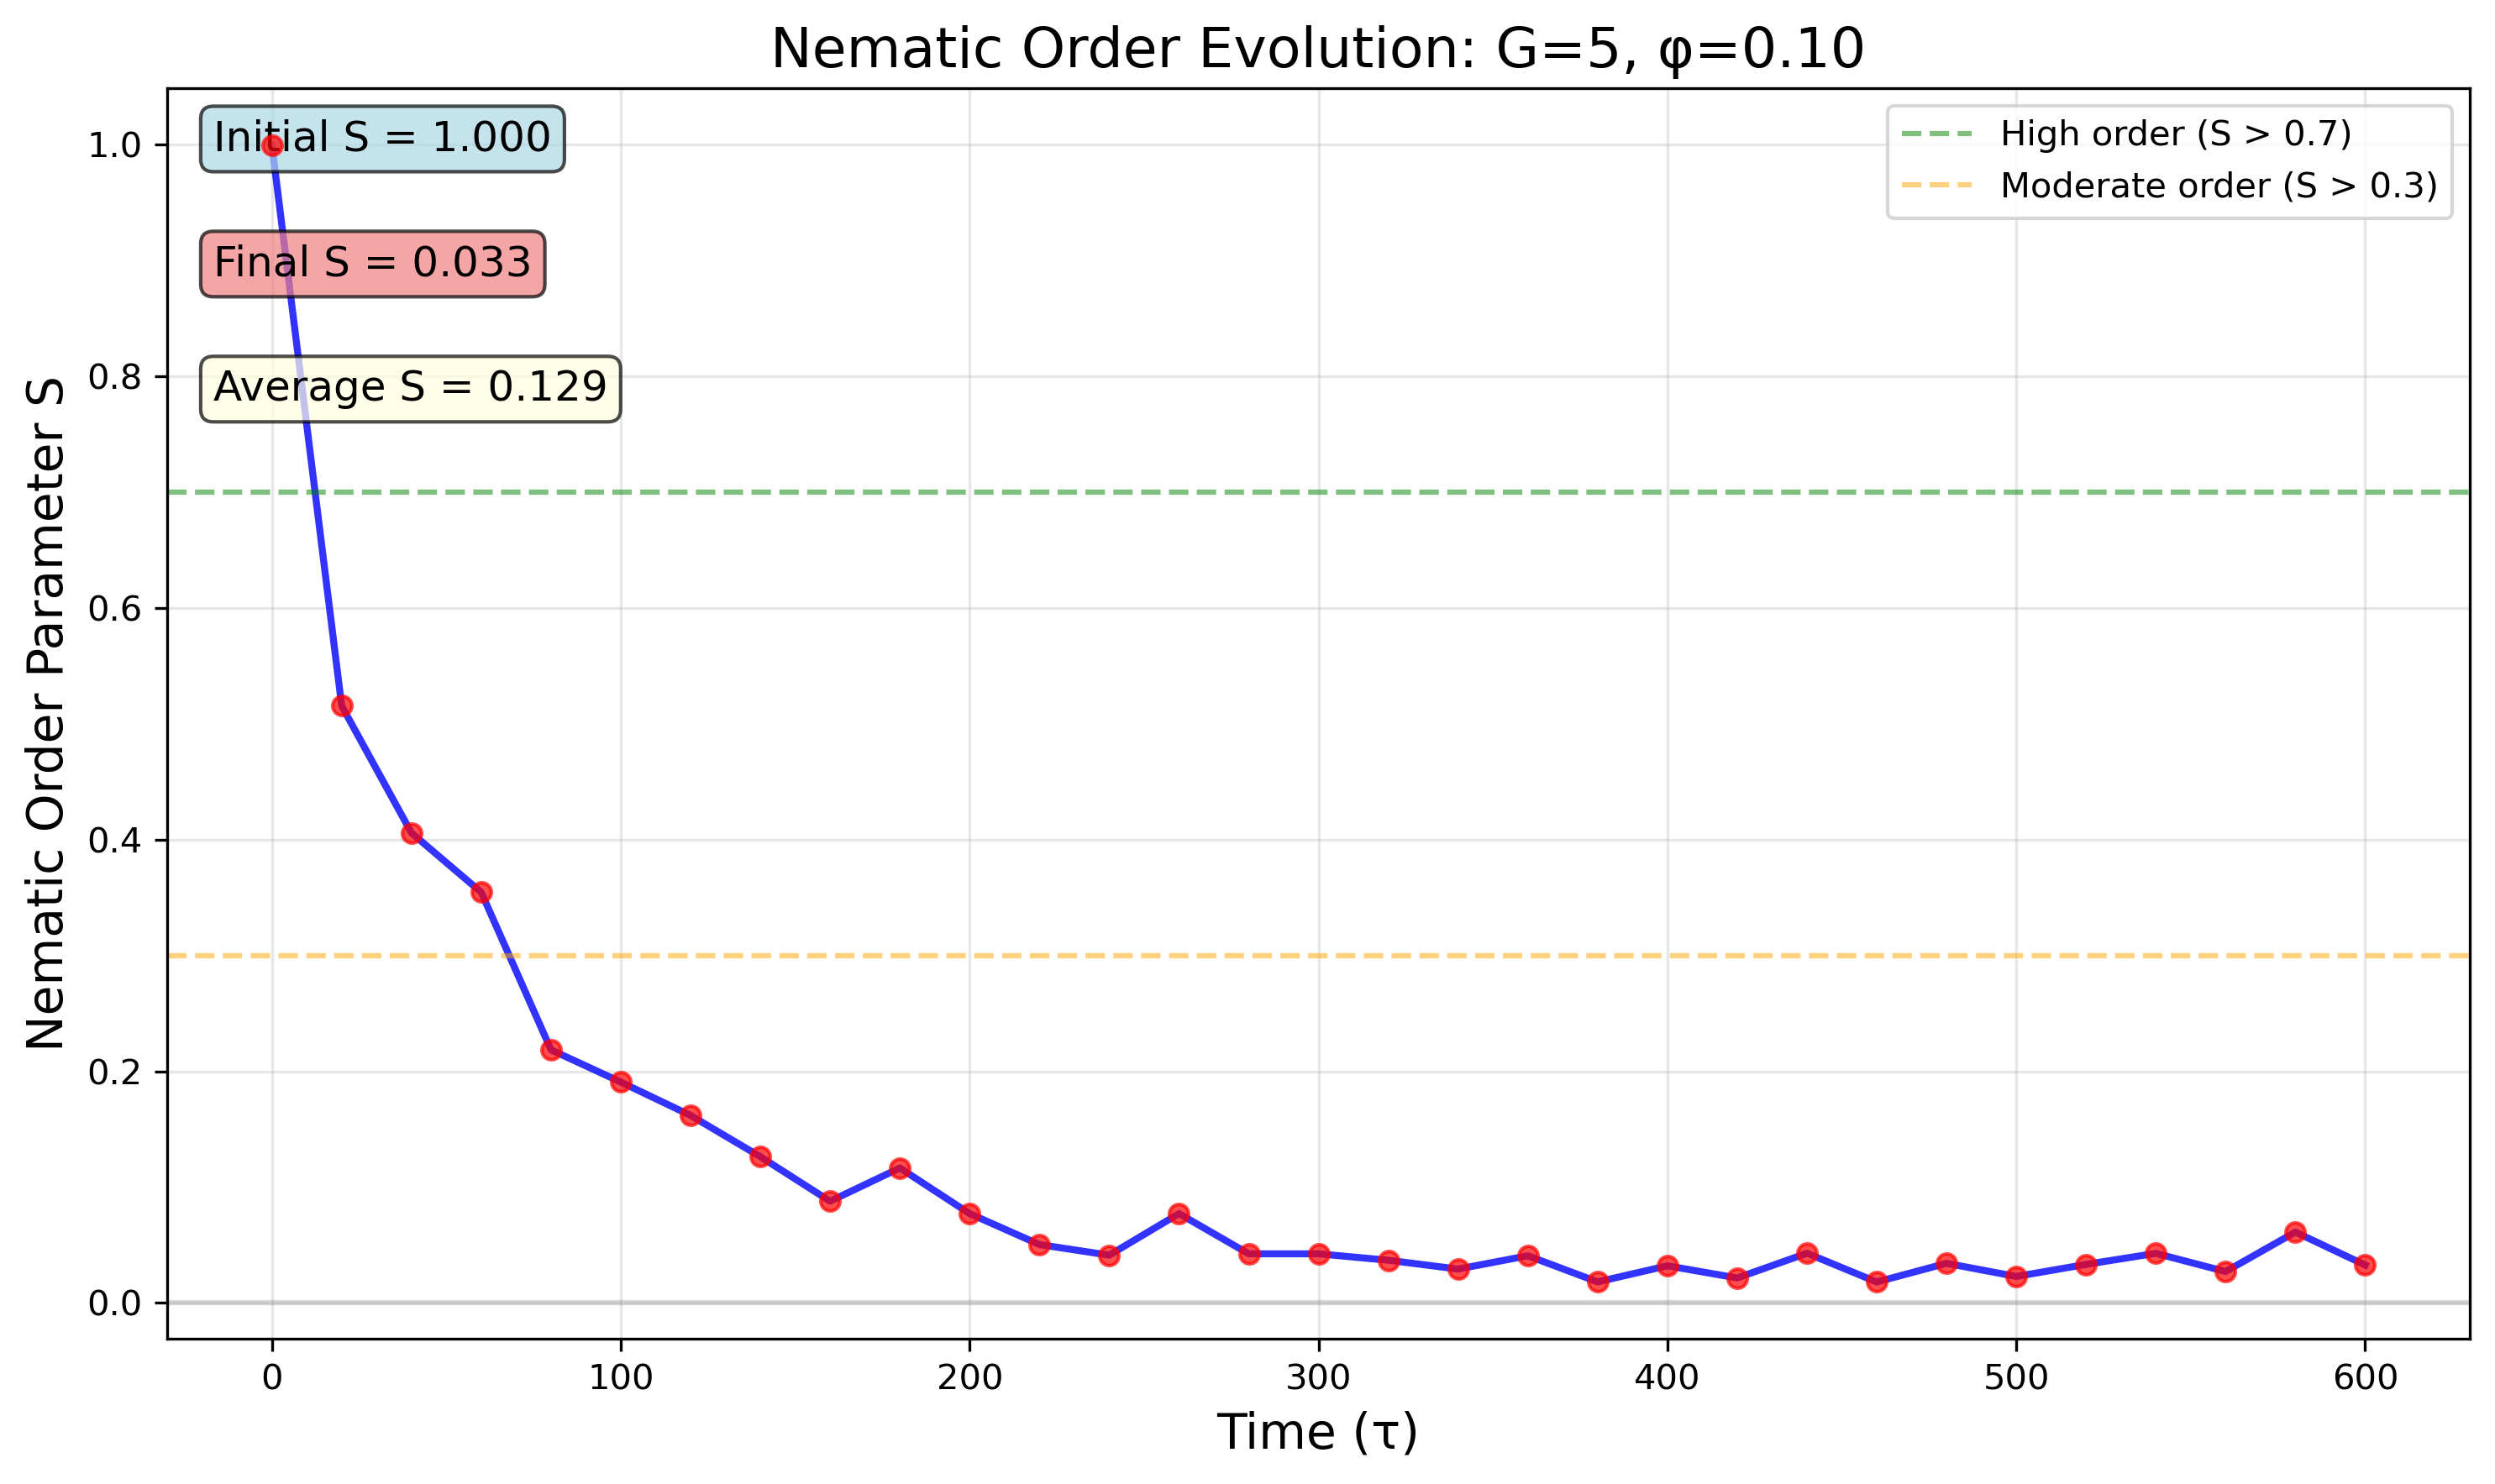 Nematic Order Evolution: G=5, φ=0.10
Initial S = 1.000
Final S = 0.033
Average S = 0.129
High order (S > 0.7)
Moderate order (S > 0.3)
Nematic Order Parameter S
1.0
0.8
0.6
0.4
0.2
0.0
0
100
200
300
400
500
600
Time (τ)